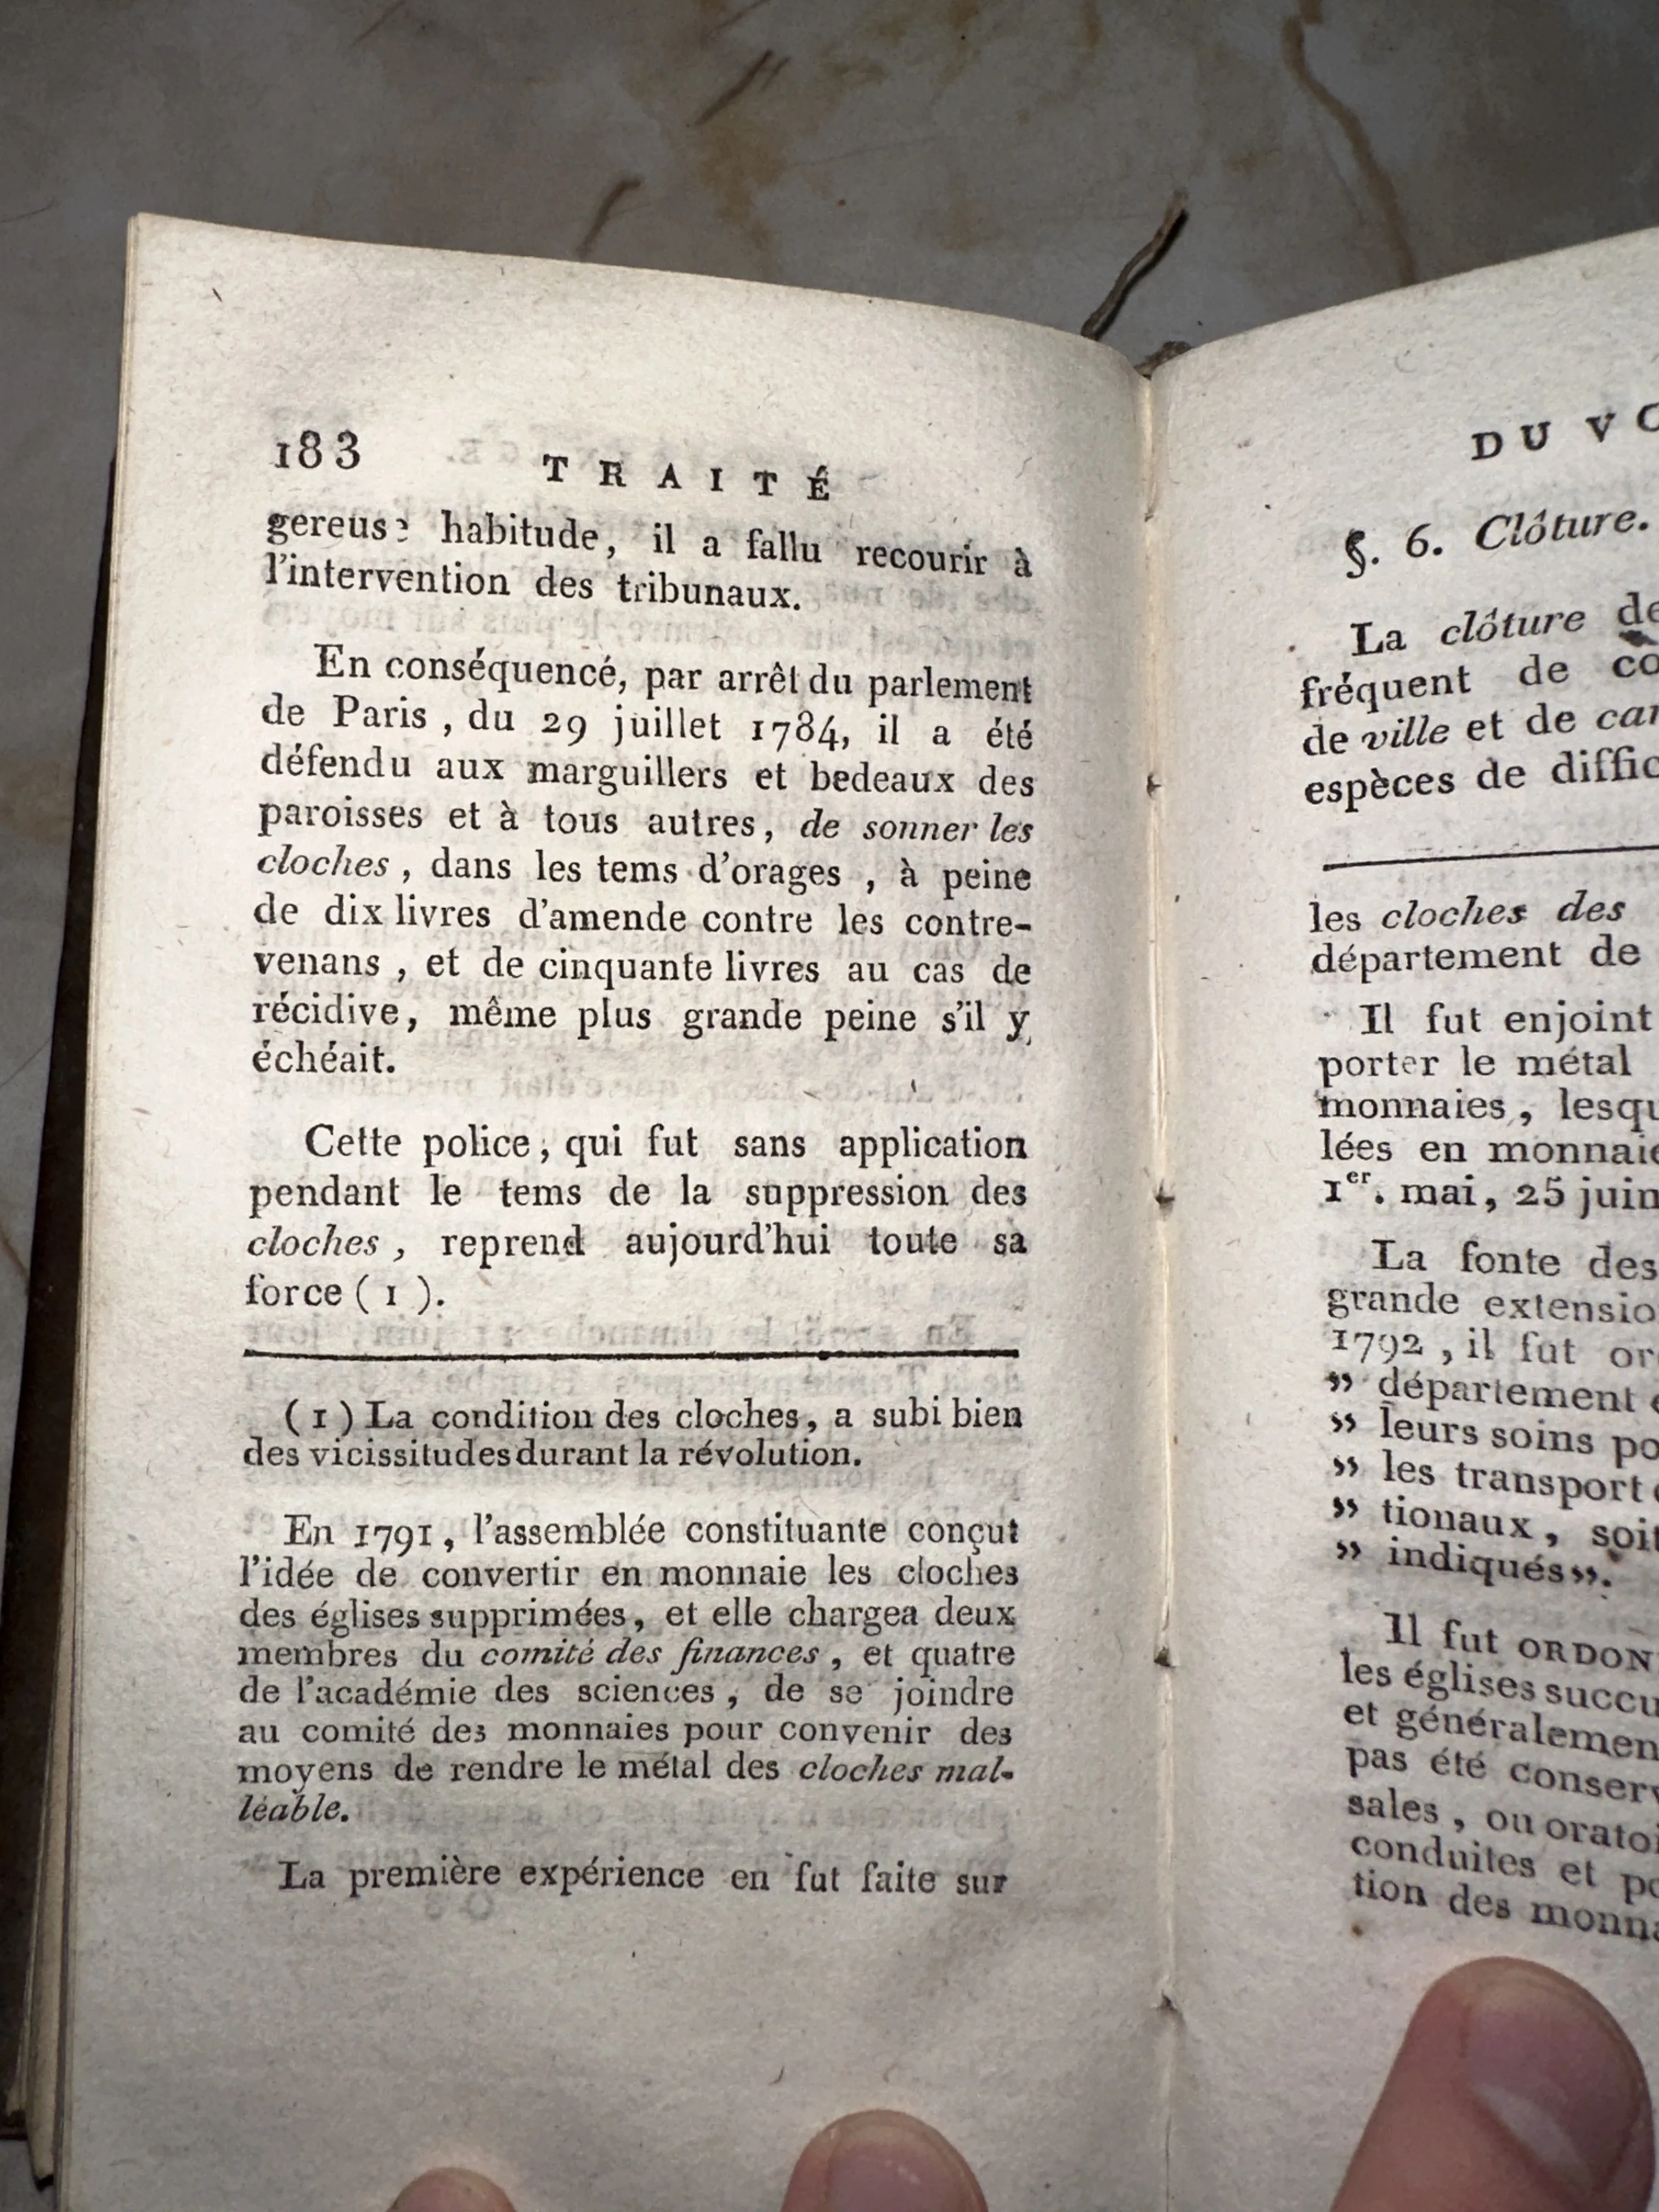 183 TRAITÉ
gereuse habitude, il a fallu recourir à
l'intervention des tribunaux.
En conséquencé, par arrêt du parlement
de Paris , du 29 juillet 1784, il a été
défendu aux marguillers et bedeaux des
paroisses et à tous autres, de sonner les
cloches , dans les tems d'orages , à peine
de dix livres d'amende contre les contre-
venans , et de cinquante livres au cas de
récidive, même plus grande peine s'il y
échéait.
Cette police, qui fut sans application
pendant le tems de la suppression des
cloches , reprend aujourd'hui toute sa
force ( 1 ).
( 1 ) La condition des cloches, a subi bien
des vicissitudes durant la révolution.
En 1791, l'assemblée constituante conçut
l'idée de convertir en monnaie les cloches
des églises supprimées, et elle chargea deux
membres du comité des finances , et quatre
de l'académie des sciences , de se joindre
au comité des monnaies pour convenir des
moyens de rendre le métal des cloches mal-
léable.
La première expérience en fut faite sur
DU VO
§. 6. Clôture.
La clôture de
fréquent de co
de ville et de cam
espèces de diffic
les cloches des
département de
Il fut enjoint
porter le métal
monnaies, lesqu
lées en monnaie
1er. mai, 25 juin
La fonte des
grande extensio
1792 , il fut or
» département
» leurs soins po
» les transport
» tionaux, soit
» indiqués».
Il fut ORDON
les églises succu
et généralemen
pas été conserv
sales , ou oratoi
conduites et po
tion des monna